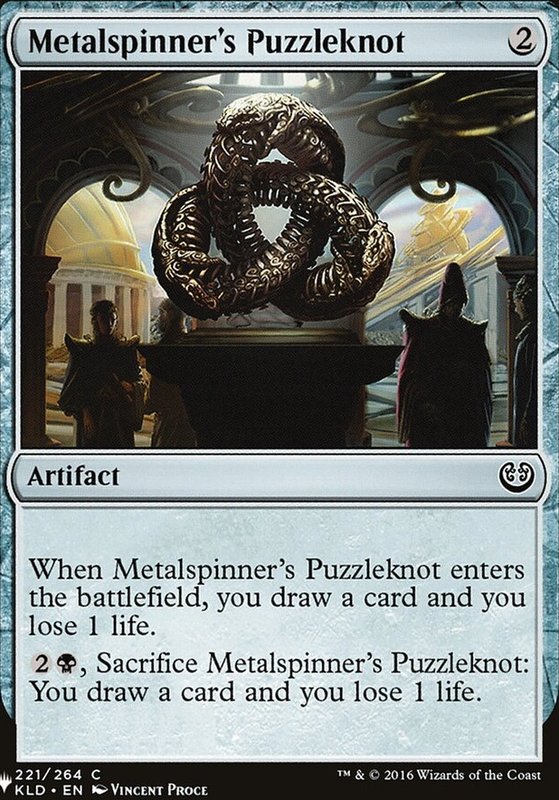 Metalspinner's Puzzleknot 2
Artifact
When Metalspinner's Puzzleknot enters
the battlefield, you draw a card and you
lose 1 life.
2, Sacrifice Metalspinner's Puzzleknot:
You draw a card and you lose 1 life.
221/264 C
KLD • EN Vincent Proce
™ & © 2016 Wizards of the Coast